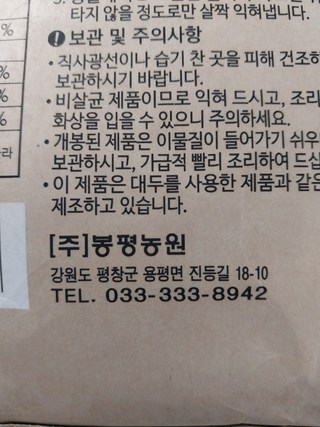 타지 않을 정도로만 살짝 익혀냅니다.
! 보관 및 주의사항
• 직사광선이나 습기 찬 곳을 피해 건조하
보관하시기 바랍니다.
• 비살균 제품이므로 익혀 드시고, 조리
화상을 입을 수 있으니 주의하세요.
• 개봉된 제품은 이물질이 들어가기 쉬우
보관하시고, 가급적 빨리 조리하여 드십
• 이 제품은 대두를 사용한 제품과 같은
제조하고 있습니다.
[주]봉평농원
강원도 평창군 용평면 진등길 18-10
TEL. 033-333-8942
%
%
%
%
라